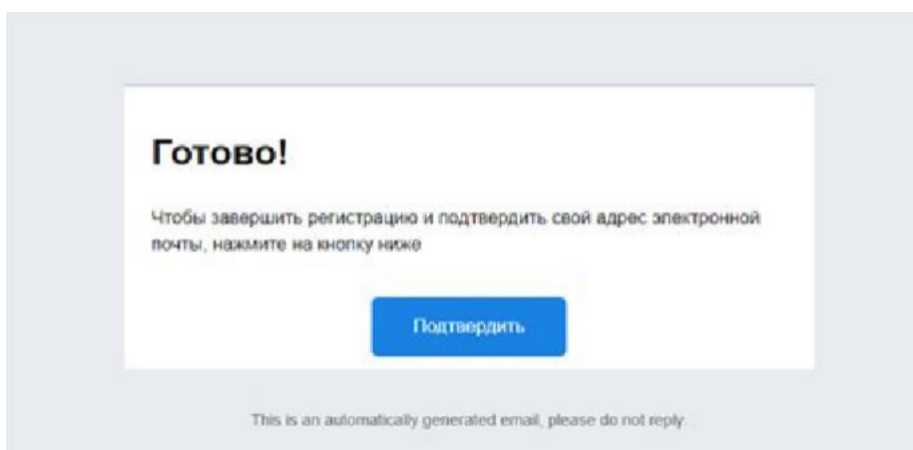 Готово!
Чтобы завершить регистрацию и подтвердить свой адрес электронной
почты, нажмите на кнопку ниже
Подтвердить
This is an automatically generated email, please do not reply